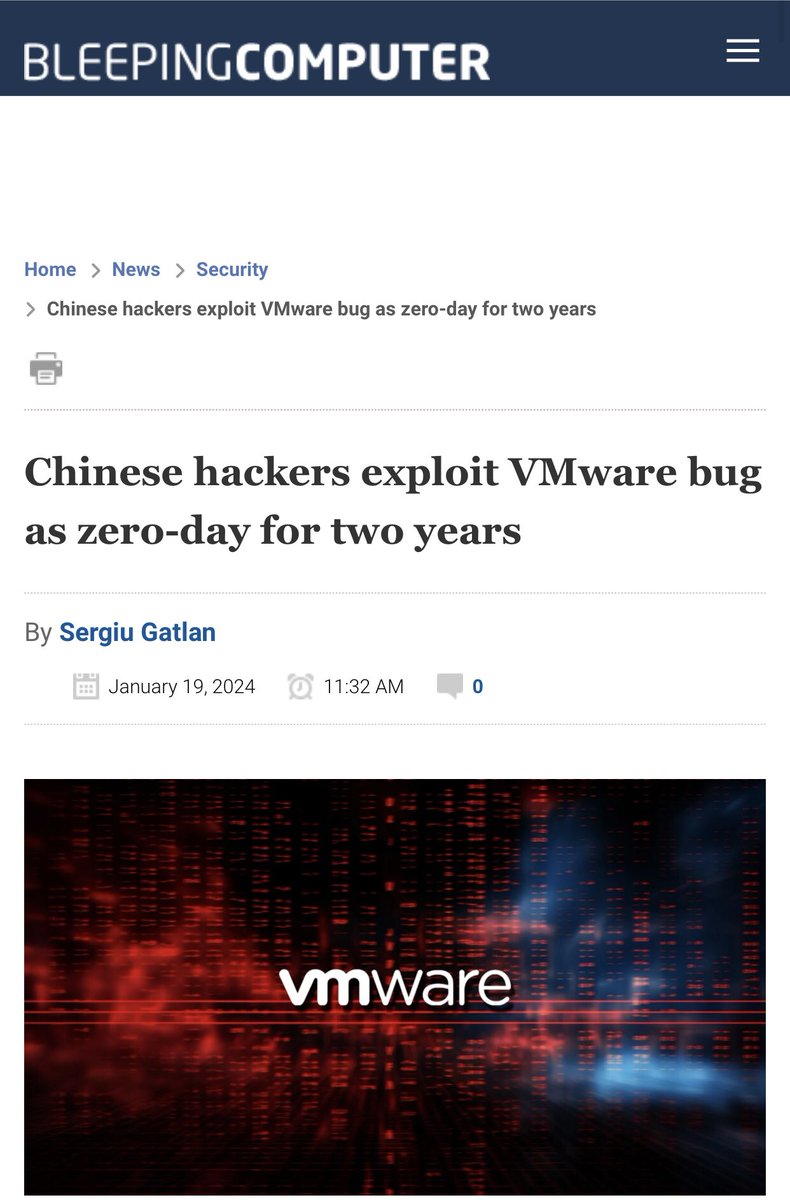 BLEEPINGCOMPUTER
Home > News > Security
> Chinese hackers exploit VMware bug as zero-day for two years
Chinese hackers exploit VMware bug
as zero-day for two years
By Sergiu Gatlan
January 19, 2024 11:32 AM 0
vmware